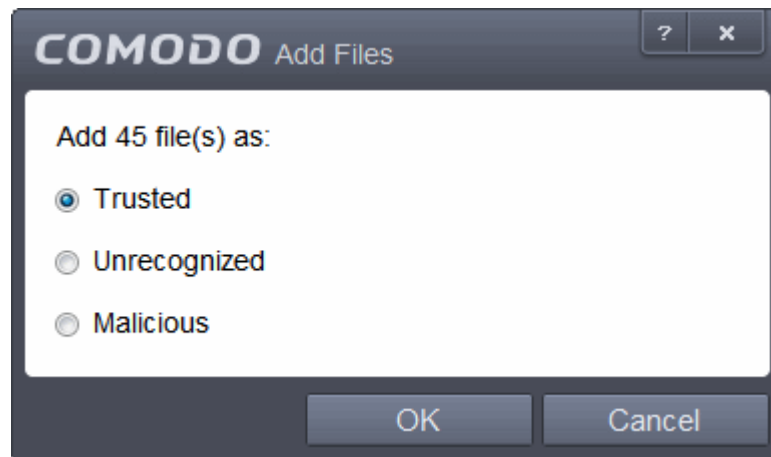 COMODO Add Files ? x
Add 45 file(s) as:
Trusted
Unrecognized
Malicious
OK Cancel